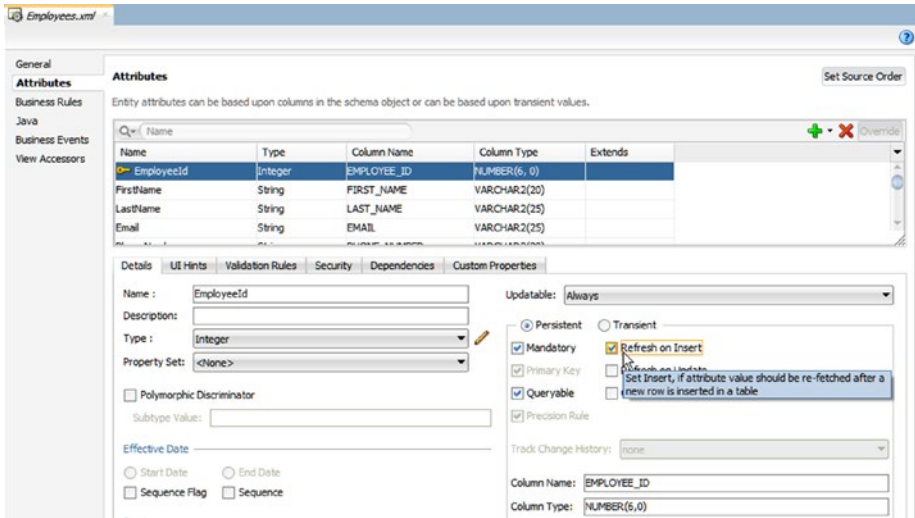 Employees.xml
General
Attributes
Business Rules
Java
Business Events
View Accessors
Attributes
Set Source Order
Entity attributes can be based upon columns in the schema object or can be based upon transient values.
Name
Override
Name Type Column Name Column Type Extends
EmployeeId Integer EMPLOYEE_ID NUMBER(6, 0)
FirstName String FIRST_NAME VARCHAR2(20)
LastName String LAST_NAME VARCHAR2(25)
Email String EMAIL VARCHAR2(25)
Details UI Hints Validation Rules Security Dependencies Custom Properties
Name : EmployeeId
Description:
Type : Integer
Property Set: <None>
Polymorphic Discriminator
Subtype Value:
Effective Date
Start Date End Date
Sequence Flag Sequence
Updatable: Always
Persistent Transient
Mandatory Refresh on Insert
Primary Key Refresh on Update
Set Insert, if attribute value should be re-fetched after a
Queryable new row is inserted in a table
Precision Rule
Track Change History: none
Column Name: EMPLOYEE_ID
Column Type: NUMBER(6,0)